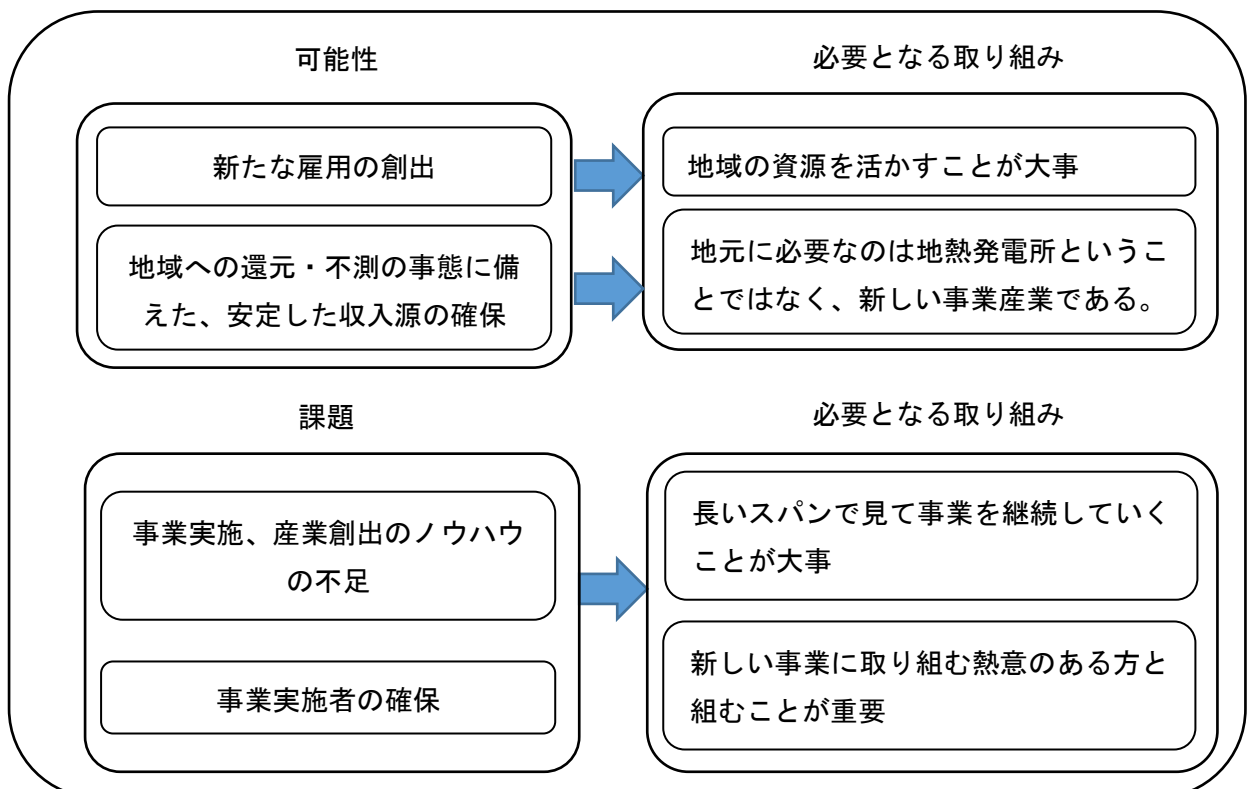 可能性
必要となる取り組み
新たな雇用の創出
地域の資源を活かすことが大事
地域への還元・不測の事態に備
えた、安定した収入源の確保
地元に必要なのは地熱発電所というこ
とではなく、新しい事業産業である。
課題
必要となる取り組み
事業実施、産業創出のノウハウ
の不足
長いスパンで見て事業を継続していく
ことが大事
事業実施者の確保
新しい事業に取り組む熱意のある方と
組むことが重要